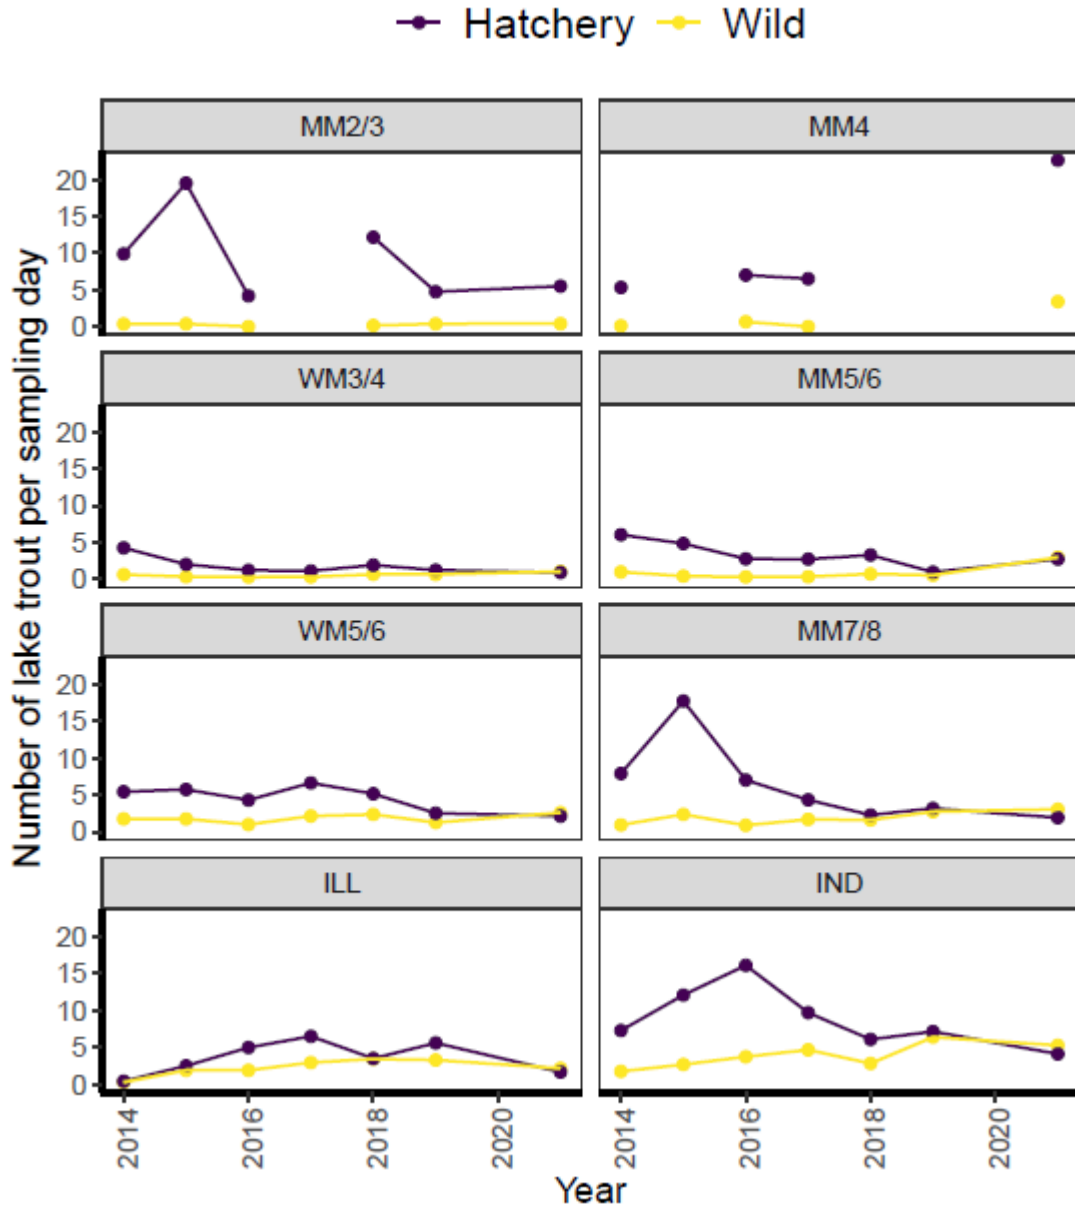 Hatchery Wild
MM2/3 MM4
20
15
10
5
0
WM3/4 MM5/6
20
15
10
5
0
WM5/6 MM7/8
20
15
10
5
0
ILL IND
20
15
10
5
0
Number of lake trout per sampling day
2014 2016 2018 2020 2014 2016 2018 2020
Year